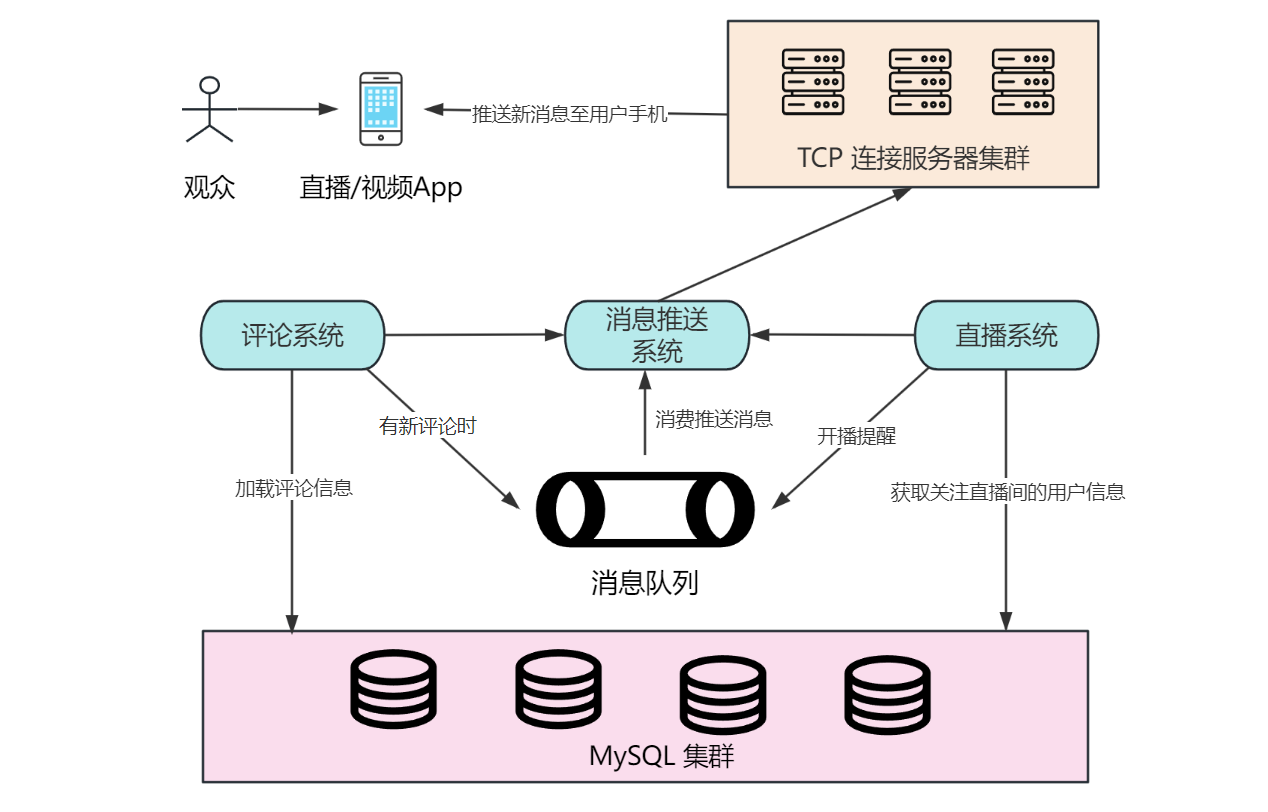 推送新消息至用户手机
TCP 连接服务器集群
观众
直播/视频App
评论系统
消息推送
系统
直播系统
有新评论时
消费推送消息
开播提醒
加载评论信息
获取关注直播间的用户信息
消息队列
MySQL 集群